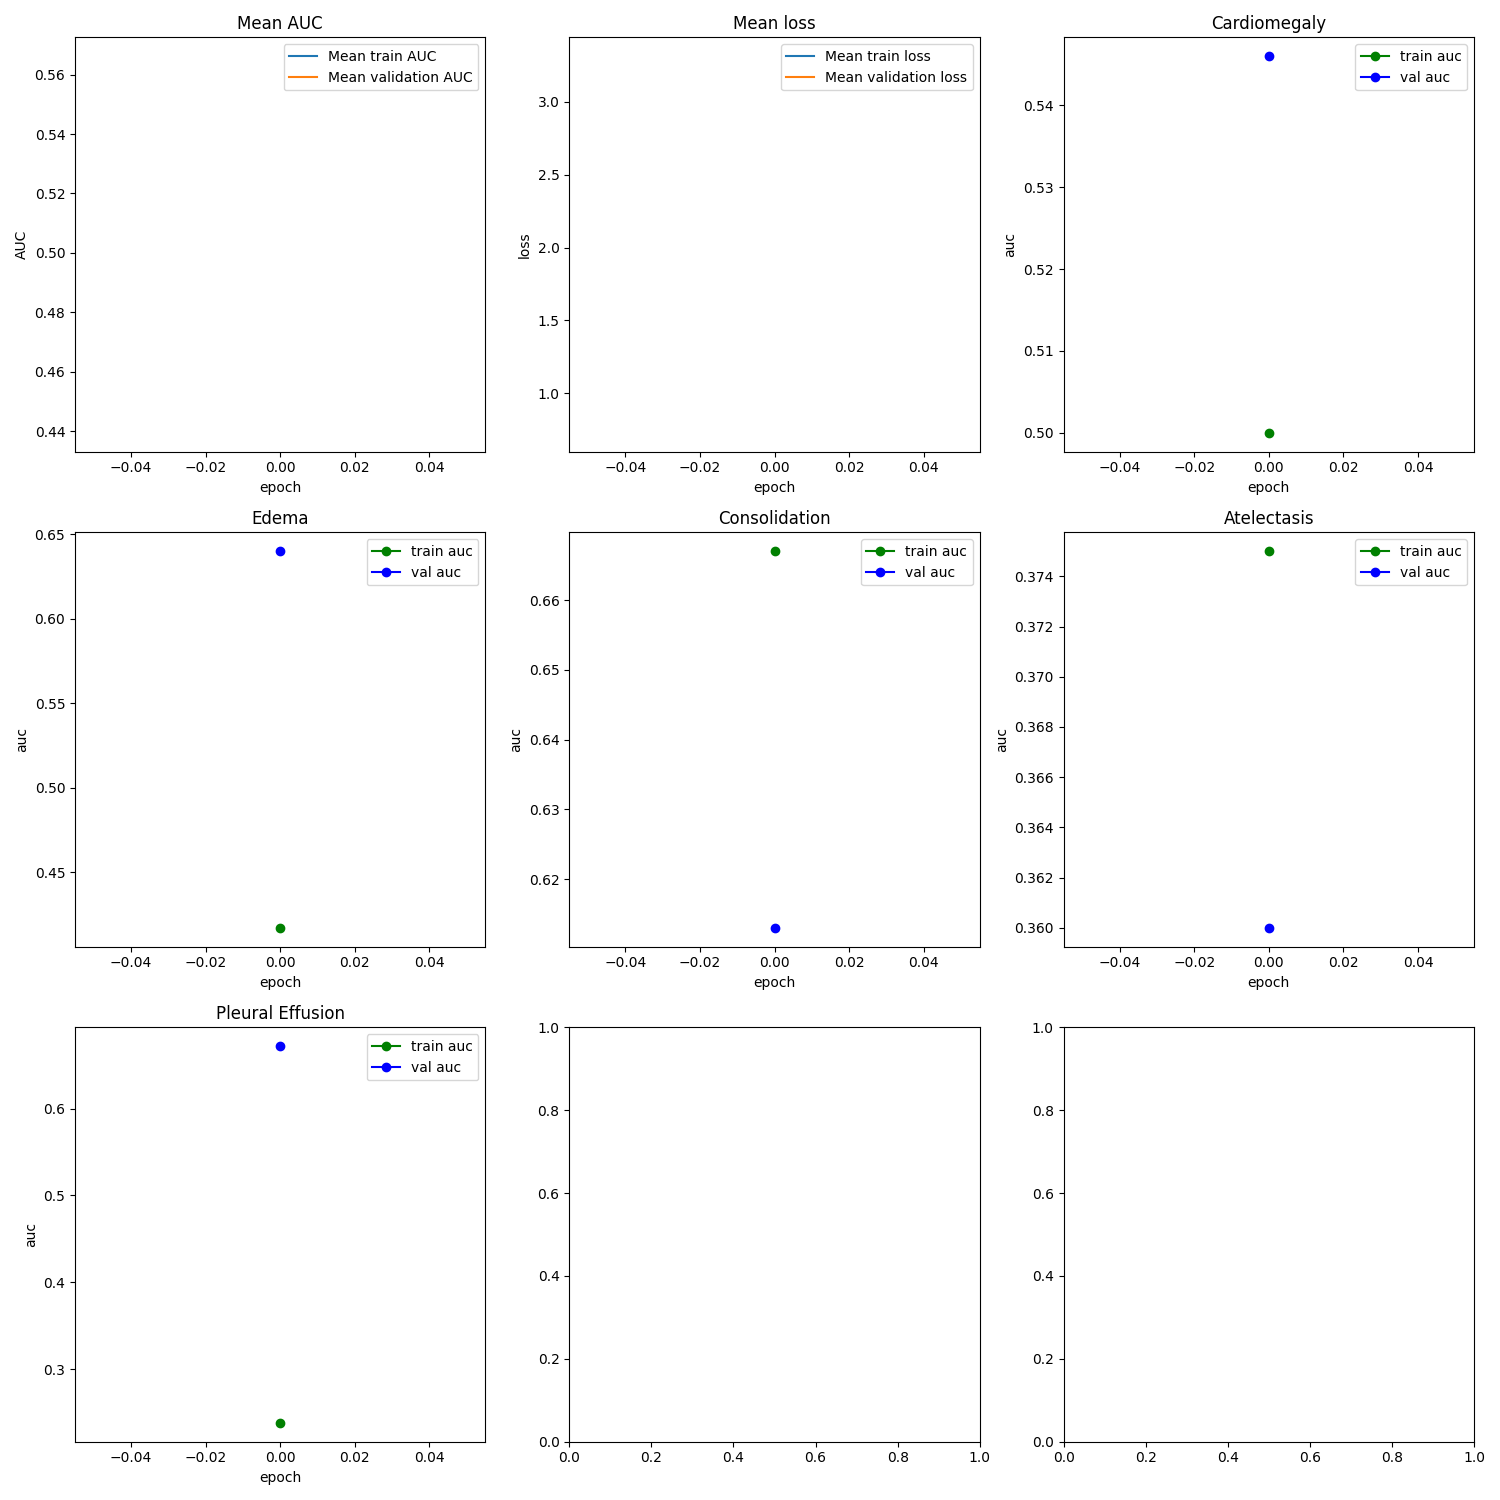 Mean AUC
Mean train AUC
Mean validation AUC
0.56
0.54
0.52
0.50
0.48
0.46
0.44
AUC
−0.04 −0.02 0.00 0.02 0.04
epoch
Mean loss
Mean train loss
Mean validation loss
3.0
2.5
2.0
1.5
1.0
loss
−0.04 −0.02 0.00 0.02 0.04
epoch
Cardiomegaly
train auc
val auc
0.54
0.53
0.52
0.51
0.50
auc
−0.04 −0.02 0.00 0.02 0.04
epoch
Edema
train auc
val auc
0.65
0.60
0.55
0.50
0.45
auc
−0.04 −0.02 0.00 0.02 0.04
epoch
Consolidation
train auc
val auc
0.66
0.65
0.64
0.63
0.62
auc
−0.04 −0.02 0.00 0.02 0.04
epoch
Atelectasis
train auc
val auc
0.374
0.372
0.370
0.368
0.366
0.364
0.362
0.360
auc
−0.04 −0.02 0.00 0.02 0.04
epoch
Pleural Effusion
train auc
val auc
0.6
0.5
0.4
0.3
auc
−0.04 −0.02 0.00 0.02 0.04
epoch
1.0
0.8
0.6
0.4
0.2
0.0
0.0 0.2 0.4 0.6 0.8 1.0
1.0
0.8
0.6
0.4
0.2
0.0
0.0 0.2 0.4 0.6 0.8 1.0